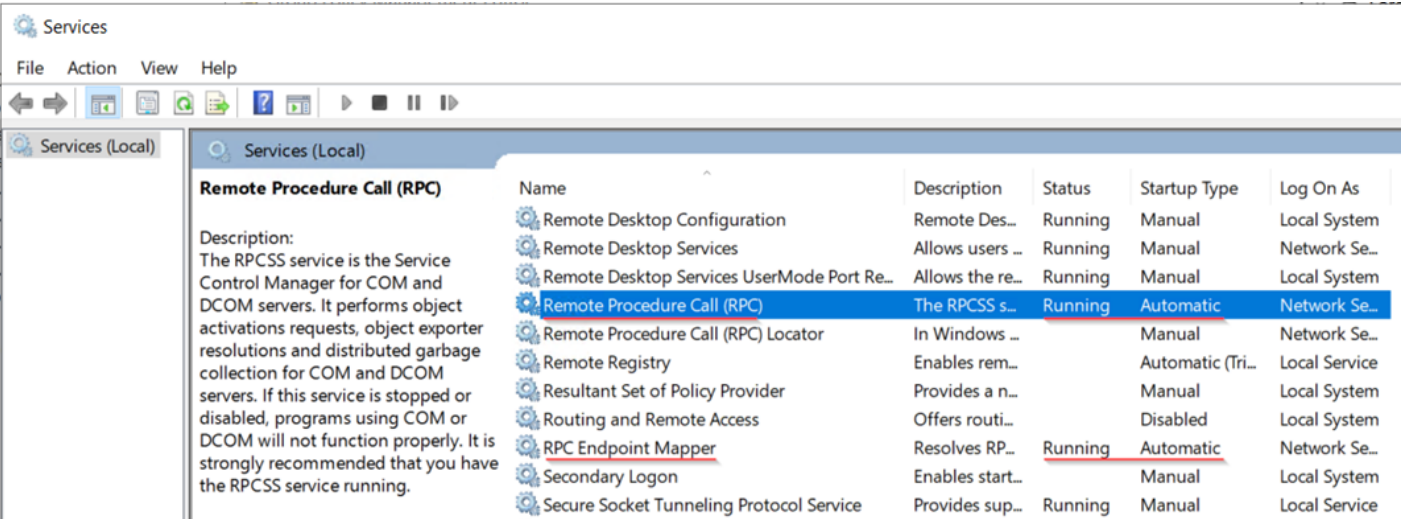 Services
File Action View Help
Services (Local)
Services (Local)
Remote Procedure Call (RPC)
Description:
The RPCSS service is the Service
Control Manager for COM and
DCOM servers. It performs object
activations requests, object exporter
resolutions and distributed garbage
collection for COM and DCOM
servers. If this service is stopped or
disabled, programs using COM or
DCOM will not function properly. It is
strongly recommended that you have
the RPCSS service running.
Name Description Status Startup Type Log On As
Remote Desktop Configuration Remote Des... Running Manual Local System
Remote Desktop Services Allows users ... Running Manual Network Se...
Remote Desktop Services UserMode Port Re... Allows the re... Running Manual Local System
Remote Procedure Call (RPC) The RPCSS s... Running Automatic Network Se...
Remote Procedure Call (RPC) Locator In Windows ... Manual Network Se...
Remote Registry Enables rem... Automatic (Tri... Local Service
Resultant Set of Policy Provider Provides a n... Manual Local System
Routing and Remote Access Offers routi... Disabled Local System
RPC Endpoint Mapper Resolves RP... Running Automatic Network Se...
Secondary Logon Enables start... Manual Local System
Secure Socket Tunneling Protocol Service Provides sup... Running Manual Local Service